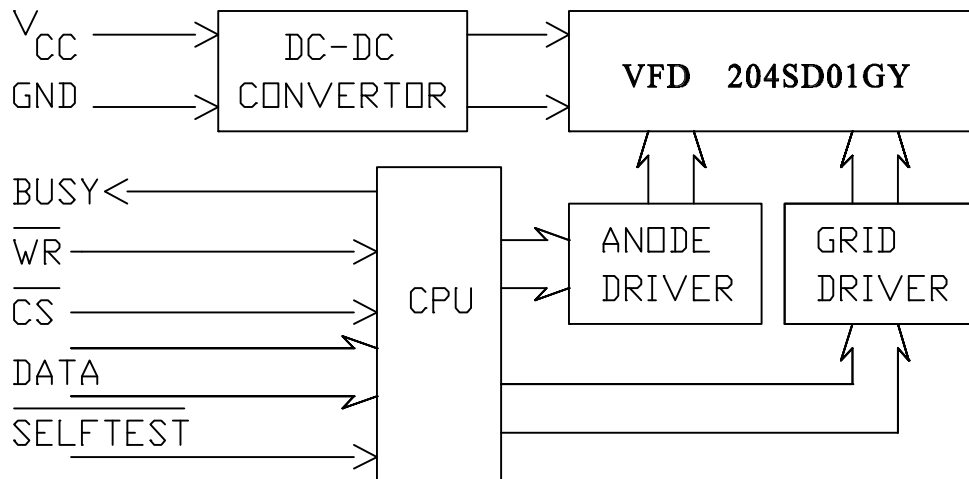 VCC
GND
DC-DC
CONVERTOR
VFD 204SD01GY
BUSY
WR
CS
DATA
SELFTEST
CPU
ANODE
DRIVER
GRID
DRIVER